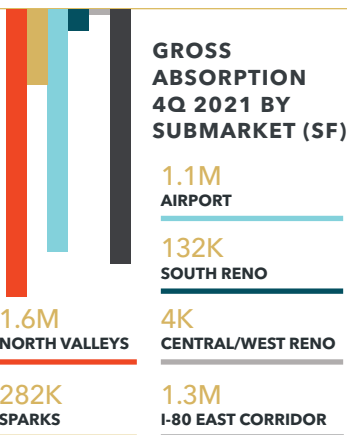 GROSS
ABSORPTION
4Q 2021 BY
SUBMARKET (SF)
1.1M
AIRPORT
132K
SOUTH RENO
1.6M
NORTH VALLEYS
4K
CENTRAL/WEST RENO
282K
SPARKS
1.3M
I-80 EAST CORRIDOR